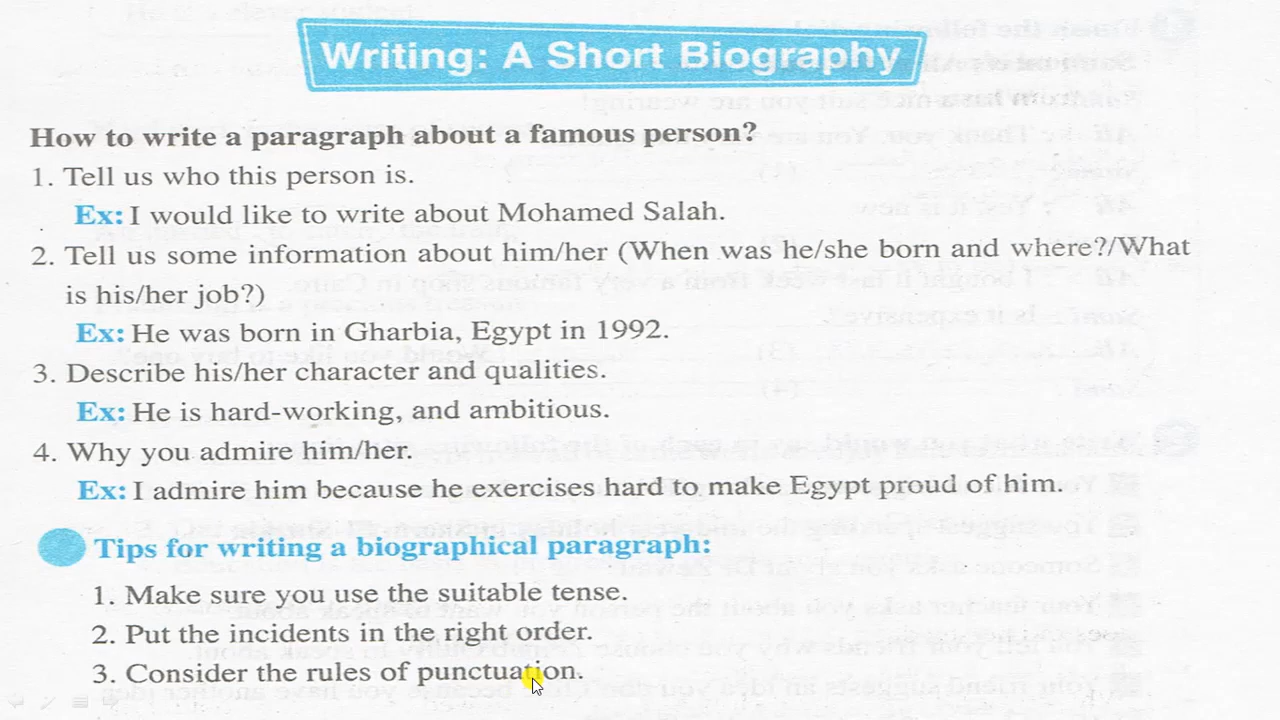 Writing: A Short Biography
How to write a paragraph about a famous person?
1. Tell us who this person is.
Ex: I would like to write about Mohamed Salah.
2. Tell us some information about him/her (When was he/she born and where?/What
is his/her job?)
Ex: He was born in Gharbia, Egypt in 1992.
3. Describe his/her character and qualities.
Ex: He is hard-working, and ambitious.
4. Why you admire him/her.
Ex: I admire him because he exercises hard to make Egypt proud of him.
Tips for writing a biographical paragraph:
1. Make sure you use the suitable tense.
2. Put the incidents in the right order.
3. Consider the rules of punctuation.